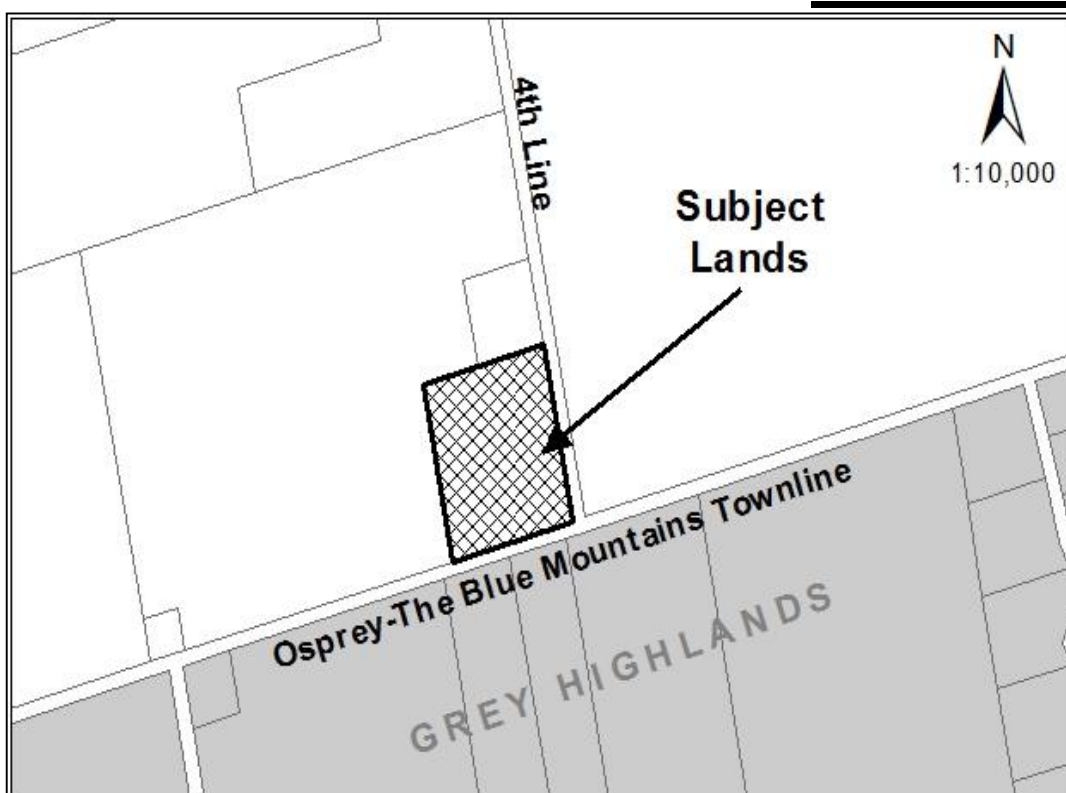 N
1:10,000
4th Line
Subject
Lands
Osprey-The Blue Mountains Townline
GREY HIGHLANDS